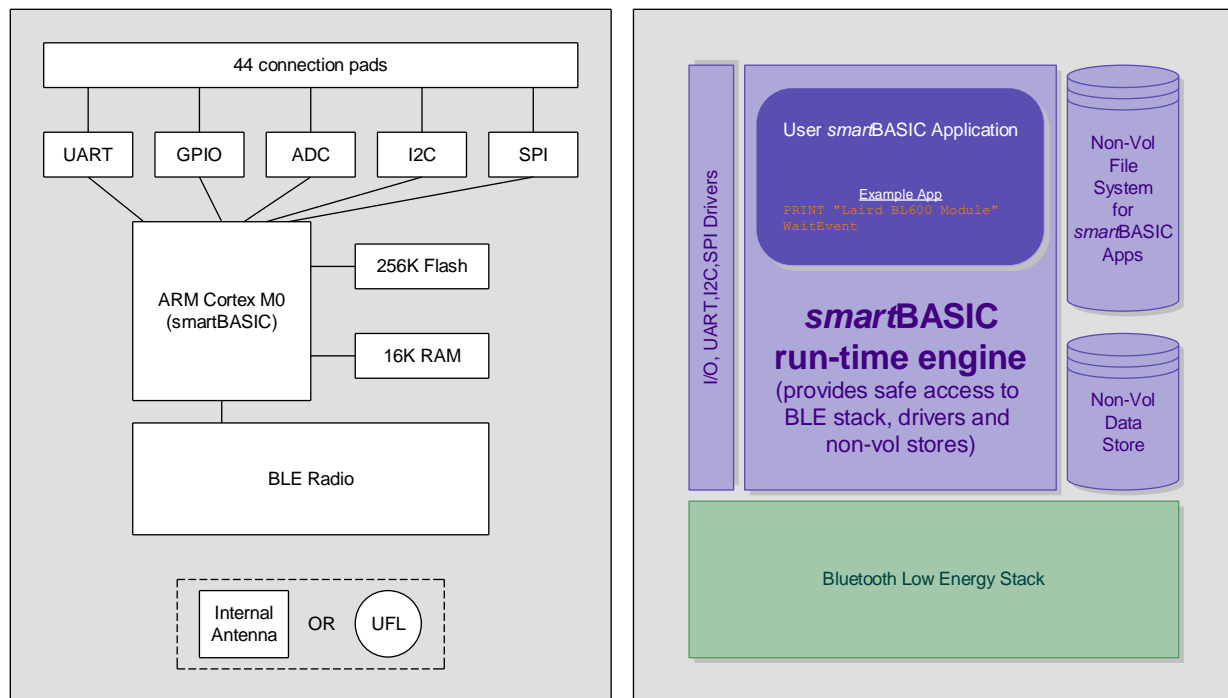 44 connection pads
UART
GPIO
ADC
I2C
SPI
ARM Cortex M0
(smartBASIC)
256K Flash
16K RAM
BLE Radio
Internal
Antenna
OR
UFL
I/O, UART,I2C,SPI Drivers
User smartBASIC Application
Example App
PRINT "Laird BL600 Module"
WaitEvent
smartBASIC
run-time engine
(provides safe access to
BLE stack, drivers and
non-vol stores)
Non-Vol
File
System
for
smartBASIC
Apps
Non-Vol
Data
Store
Bluetooth Low Energy Stack